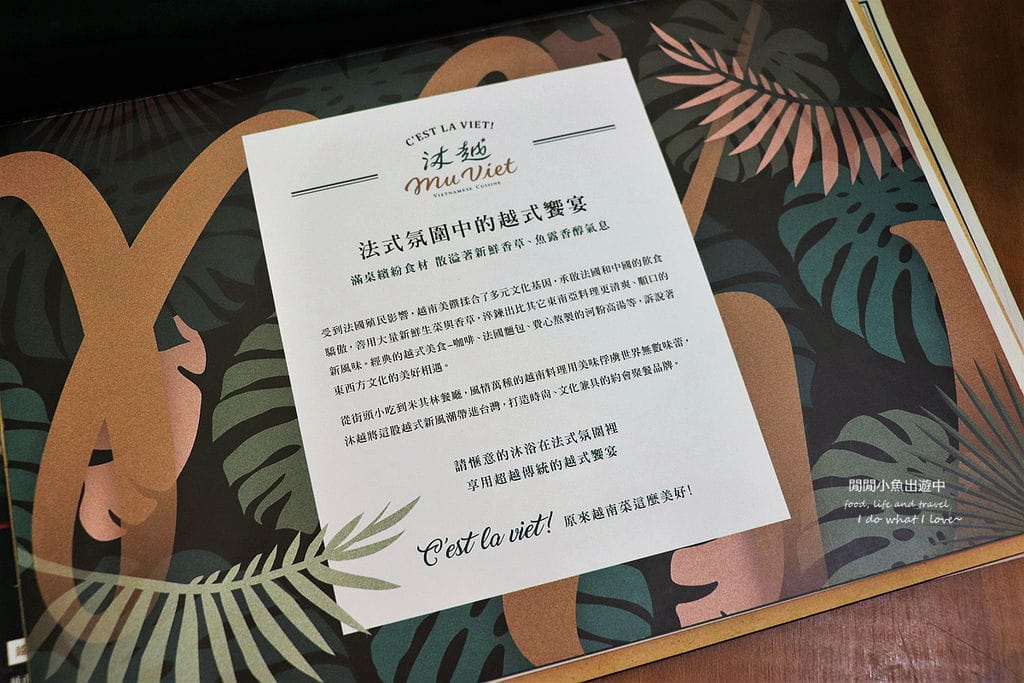 C'EST LA VIET!
沐越
Mu Viet
VIETNAMESE CUISINE
法式氛圍中的越式饗宴
滿桌繽紛食材 散溢著新鮮香草、魚露香醇氣息
受到法國殖民影響，越南美饌揉合了多元文化基因，承啟法國和中國的飲食
驕傲，善用大量新鮮生菜與香草，淬鍊出比其它東南亞料理更清爽、順口的
新風味。經典的越式美食–咖啡、法國麵包、費心熬製的河粉高湯等，訴說著
東西方文化的美好相遇。
從街頭小吃到米其林餐廳，風情萬種的越南料理用美味俘虜世界無數味蕾，
沐越將這股越式新風潮帶進台灣，打造時尚、文化兼具的約會聚餐品牌。
請愜意的沐浴在法式氛圍裡
享用超越傳統的越式饗宴
C'est la viet! 原來越南菜這麼美好！
閒閒小魚出遊中
food, life and travel
I do what I love~